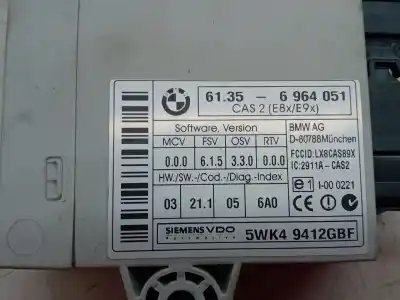 BMW
61.35 - 6 964 051
CAS 2 (E8x/E9x)
Software, Version
MCV FSV OSV RTV
0.0.0 6.1.5 3.3.0 0.0.0
HW./SW.-/Cod.-/Diag.-Index
03 21.1 05 6A0
BMW AG
D-80788München
FCCID:LX8CAS89X
IC:2911A-CAS2
e1 I-00 0221
SIEMENS VDO
AUTOMOTIVE
5WK4 9412GBF